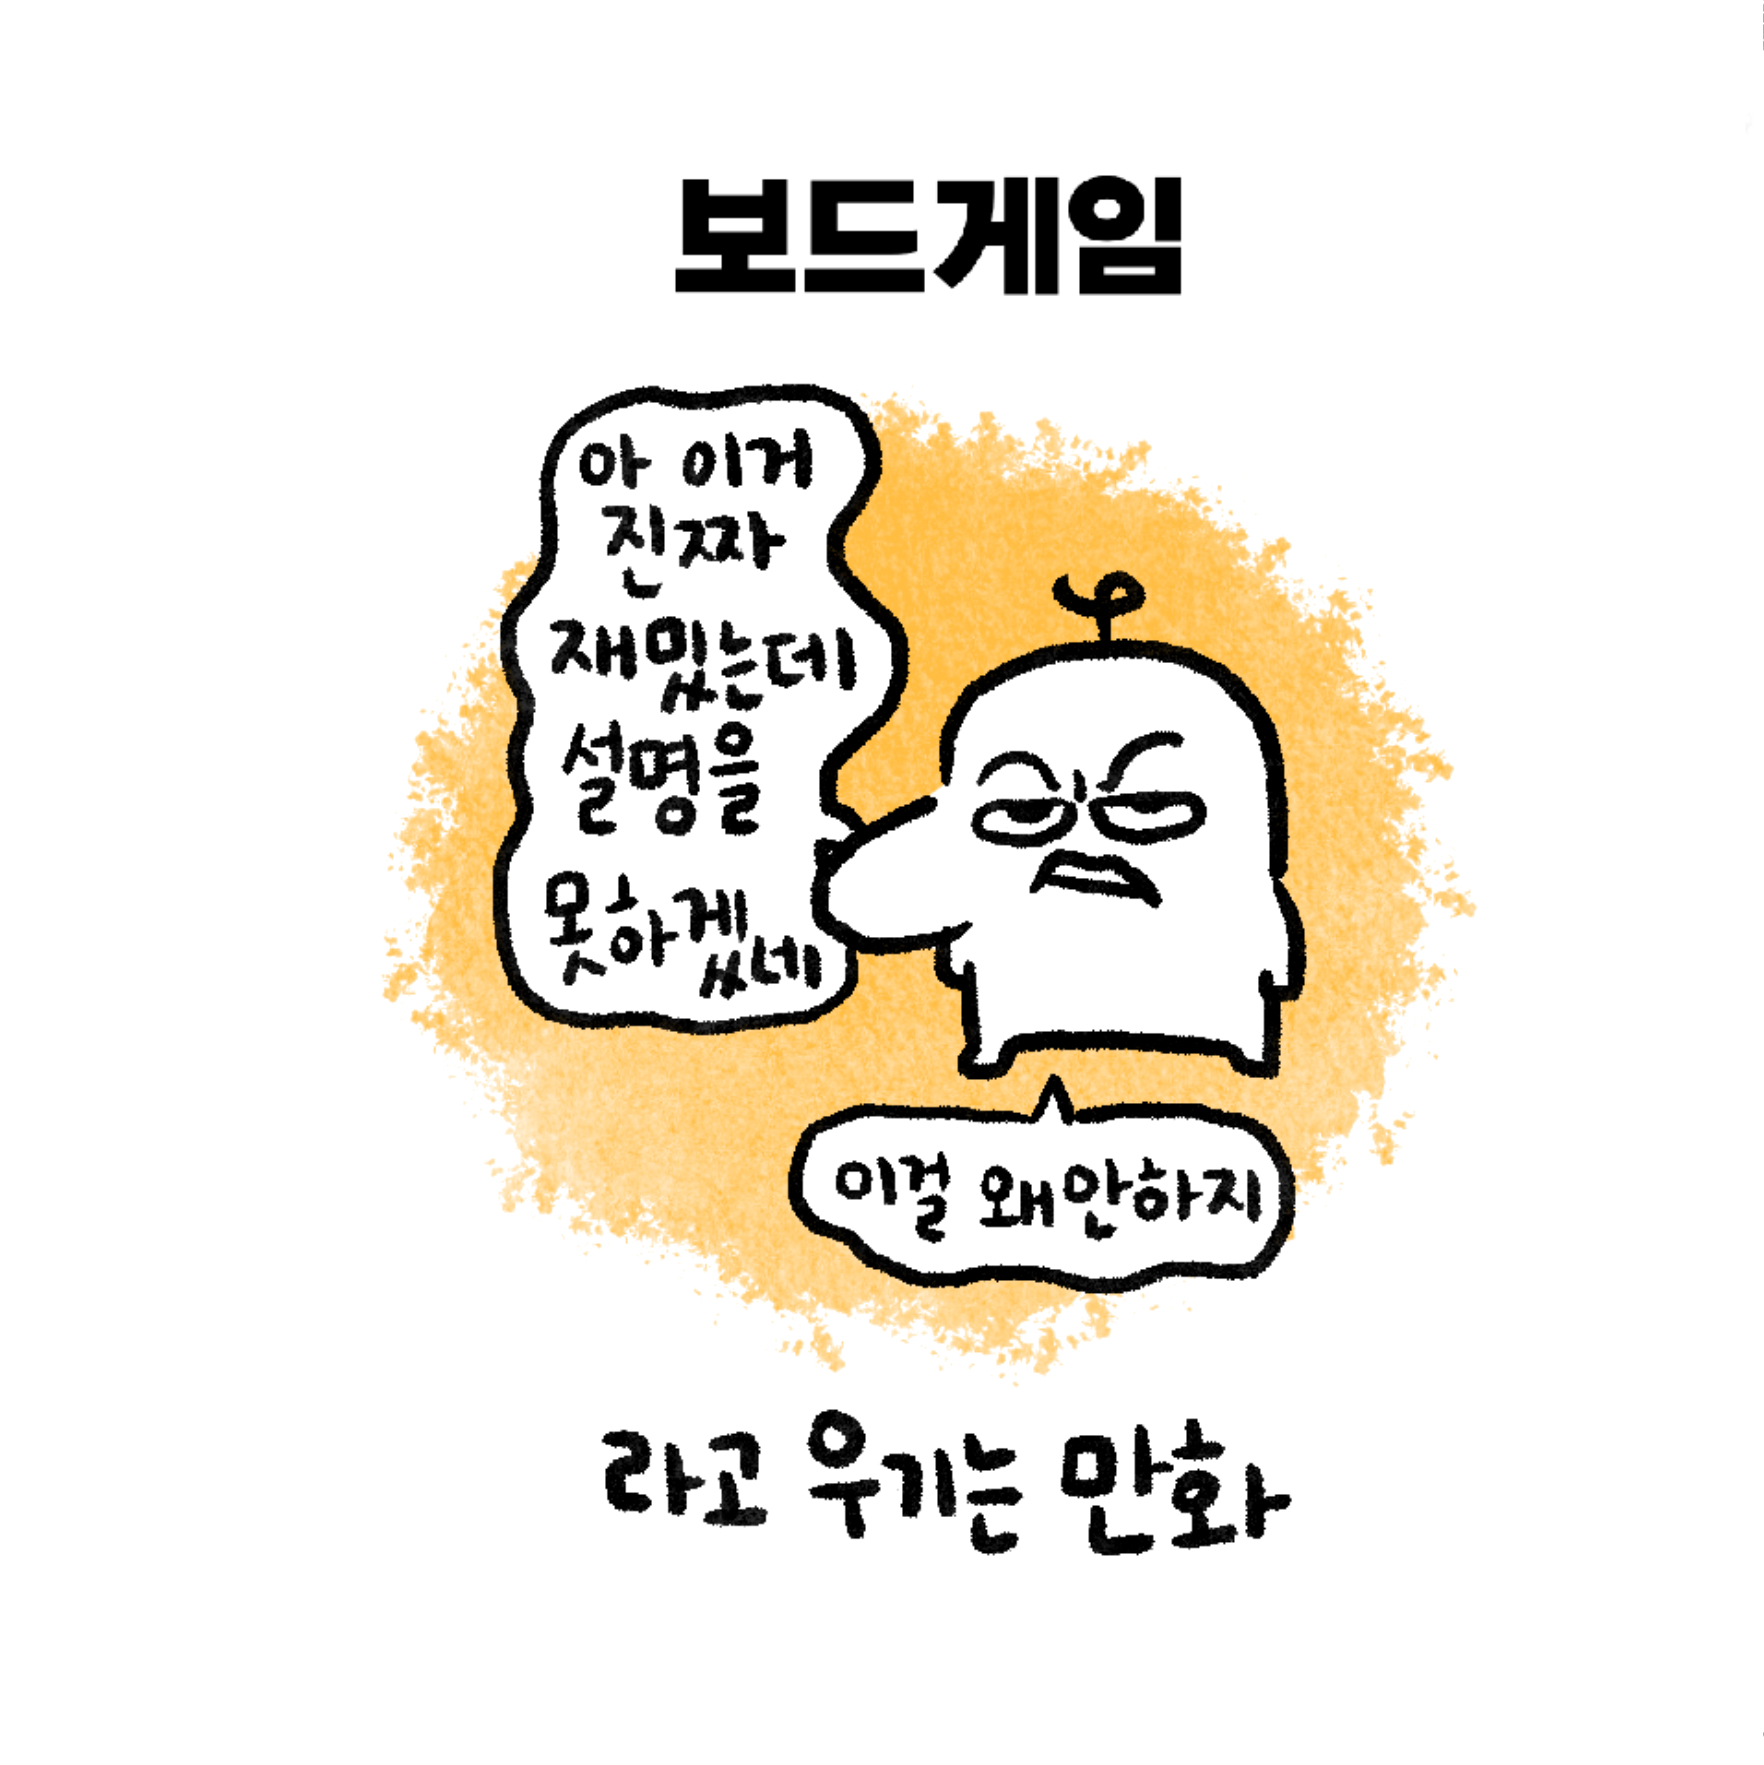 보드게임
아 이거
진짜
재밌는데
설명을
못하겠네
이걸 왜안하지
라고 우기는 만화